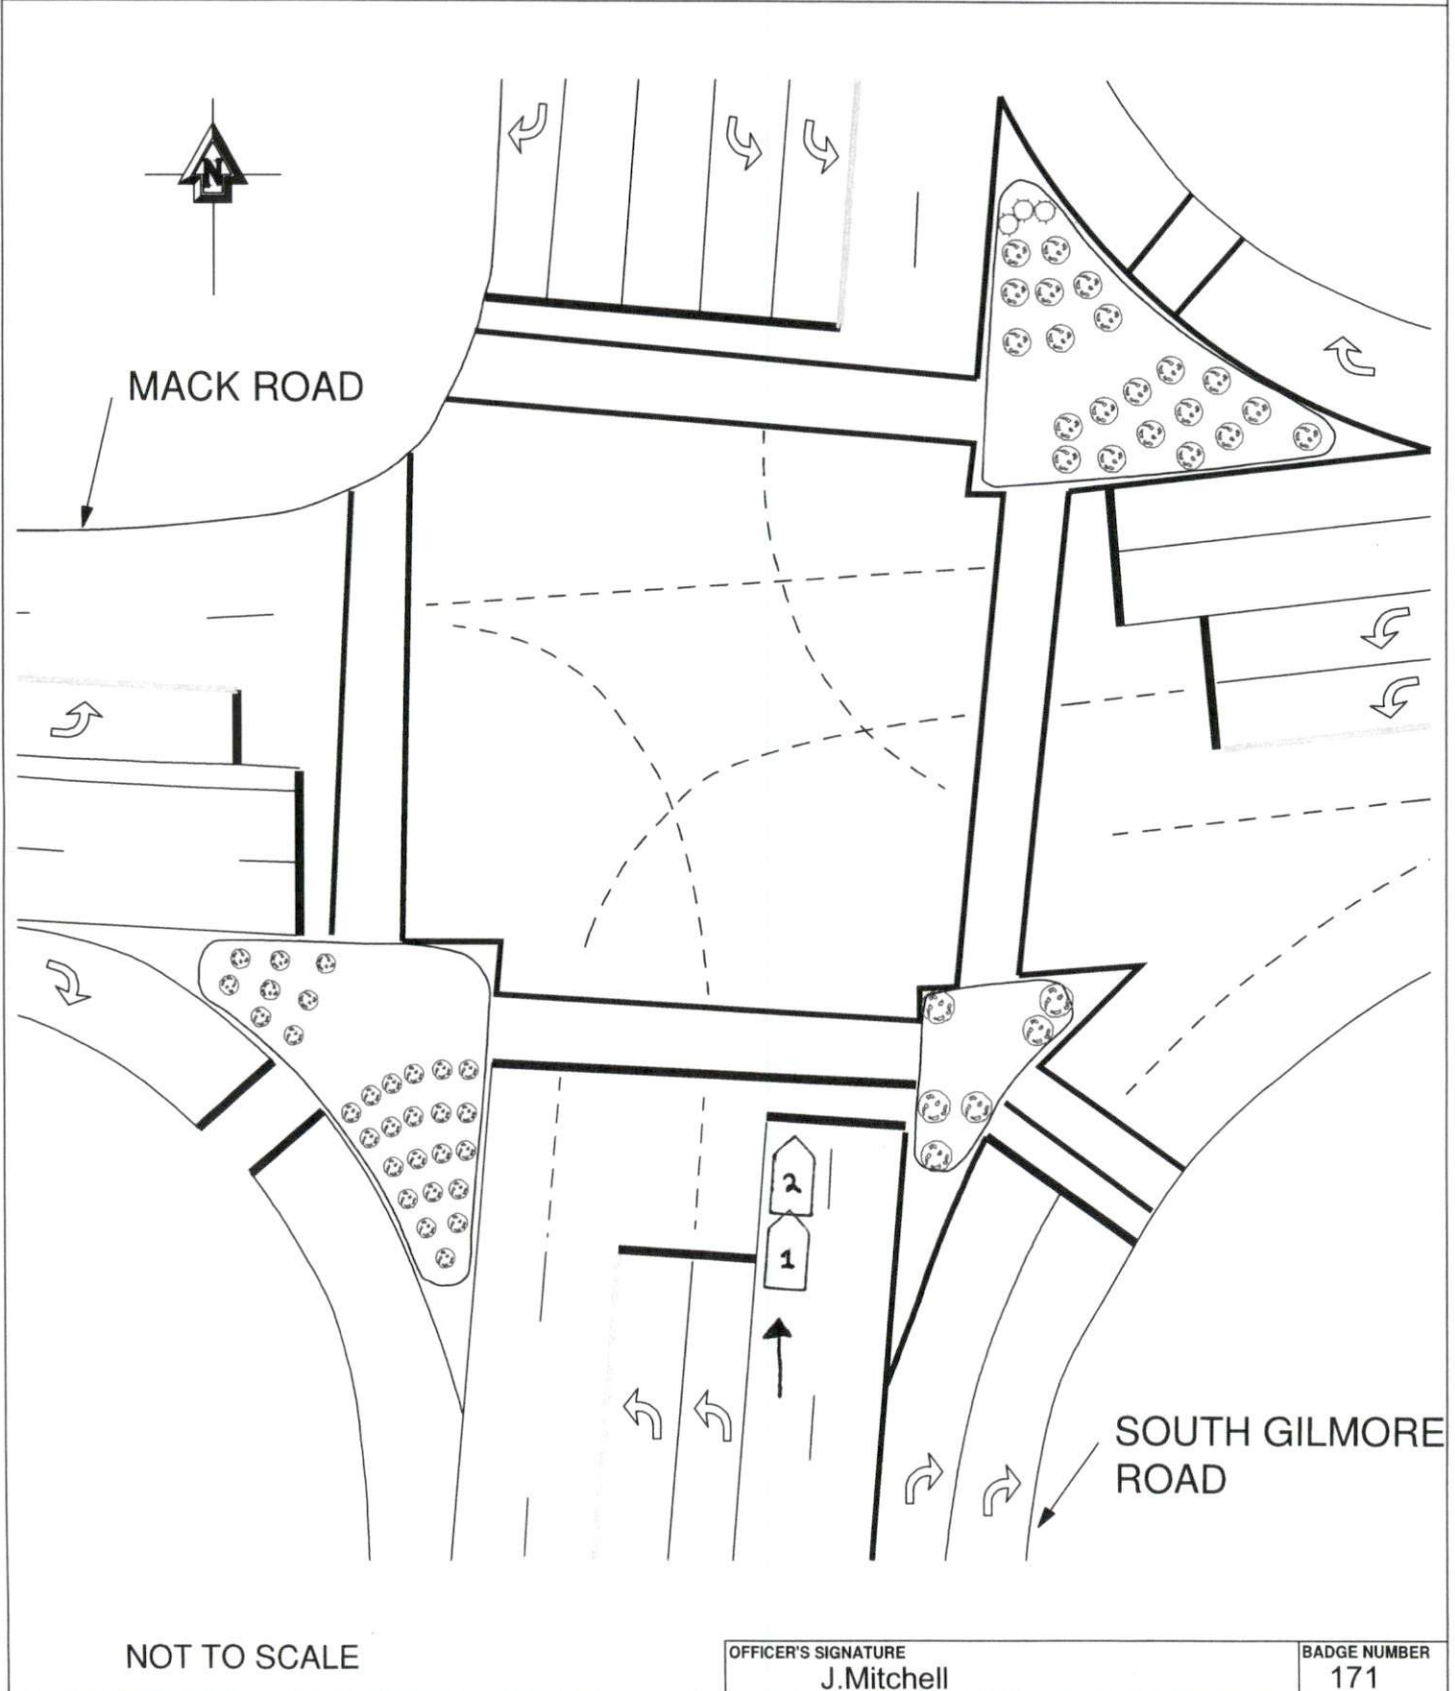 N
MACK ROAD
2
1
SOUTH GILMORE
ROAD
NOT TO SCALE
OFFICER'S SIGNATURE
J.Mitchell
BADGE NUMBER
171